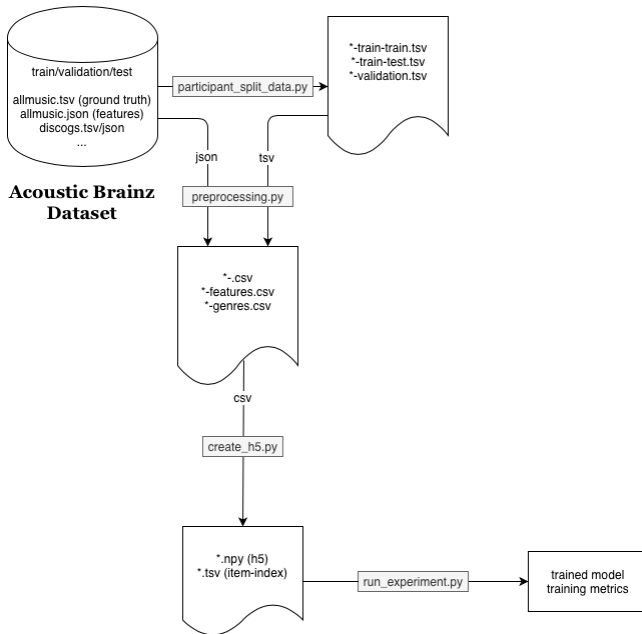 train/validation/test
allmusic.tsv (ground truth)
allmusic.json (features)
discogs.tsv/json
...
Acoustic Brainz
Dataset
participant_split_data.py
*-train-train.tsv
*-train-test.tsv
*-validation.tsv
json
tsv
preprocessing.py
*-.csv
*-features.csv
*-genres.csv
csv
create_h5.py
*.npy (h5)
*.tsv (item-index)
run_experiment.py
trained model
training metrics